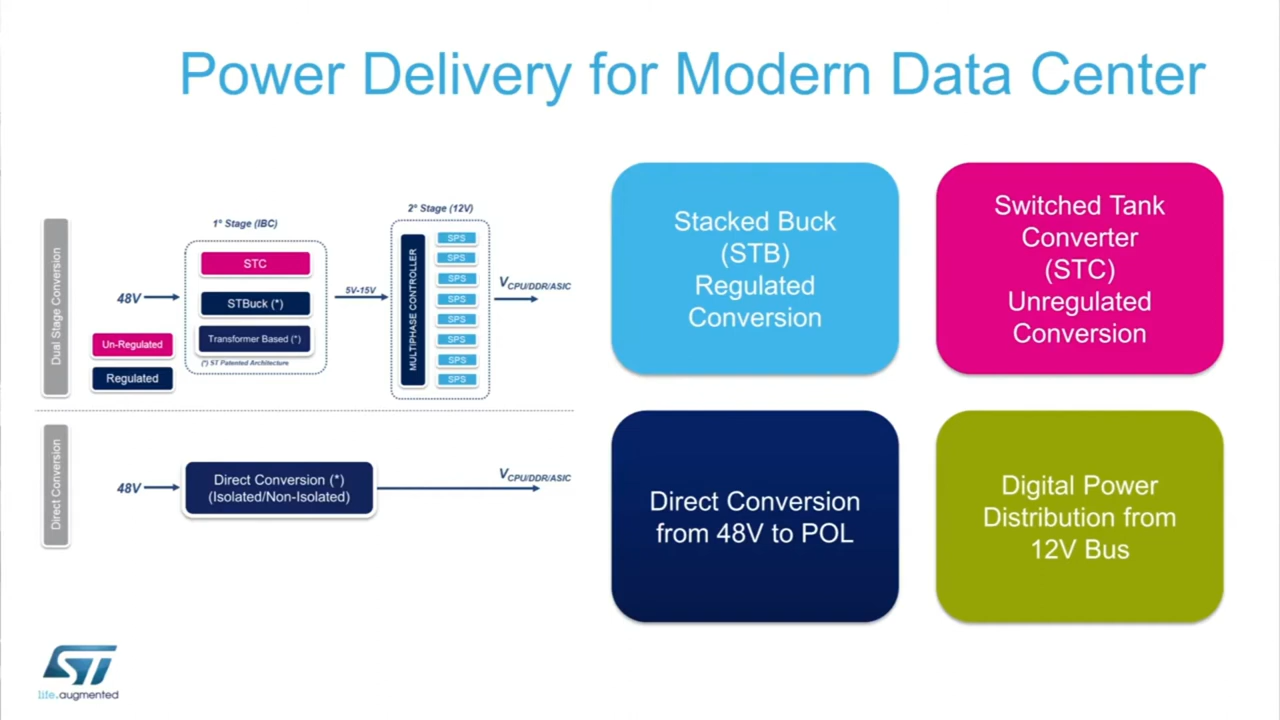 Power Delivery for Modern Data Center
Dual Stage Conversion
1° Stage (IBC)
48V
Un-Regulated
Regulated
STC
STBuck (*)
Transformer Based (*)
(*) ST Patented Architecture
5V-15V
2° Stage (12V)
MULTIPHASE CONTROLLER
SPS
SPS
SPS
SPS
SPS
SPS
SPS
SPS
VCPU/DDR/ASIC
Direct Conversion
48V
Direct Conversion (*)
(Isolated/Non-Isolated)
VCPU/DDR/ASIC
Stacked Buck
(STB)
Regulated
Conversion
Switched Tank
Converter
(STC)
Unregulated
Conversion
Direct Conversion
from 48V to POL
Digital Power
Distribution from
12V Bus
ST
life.augmented